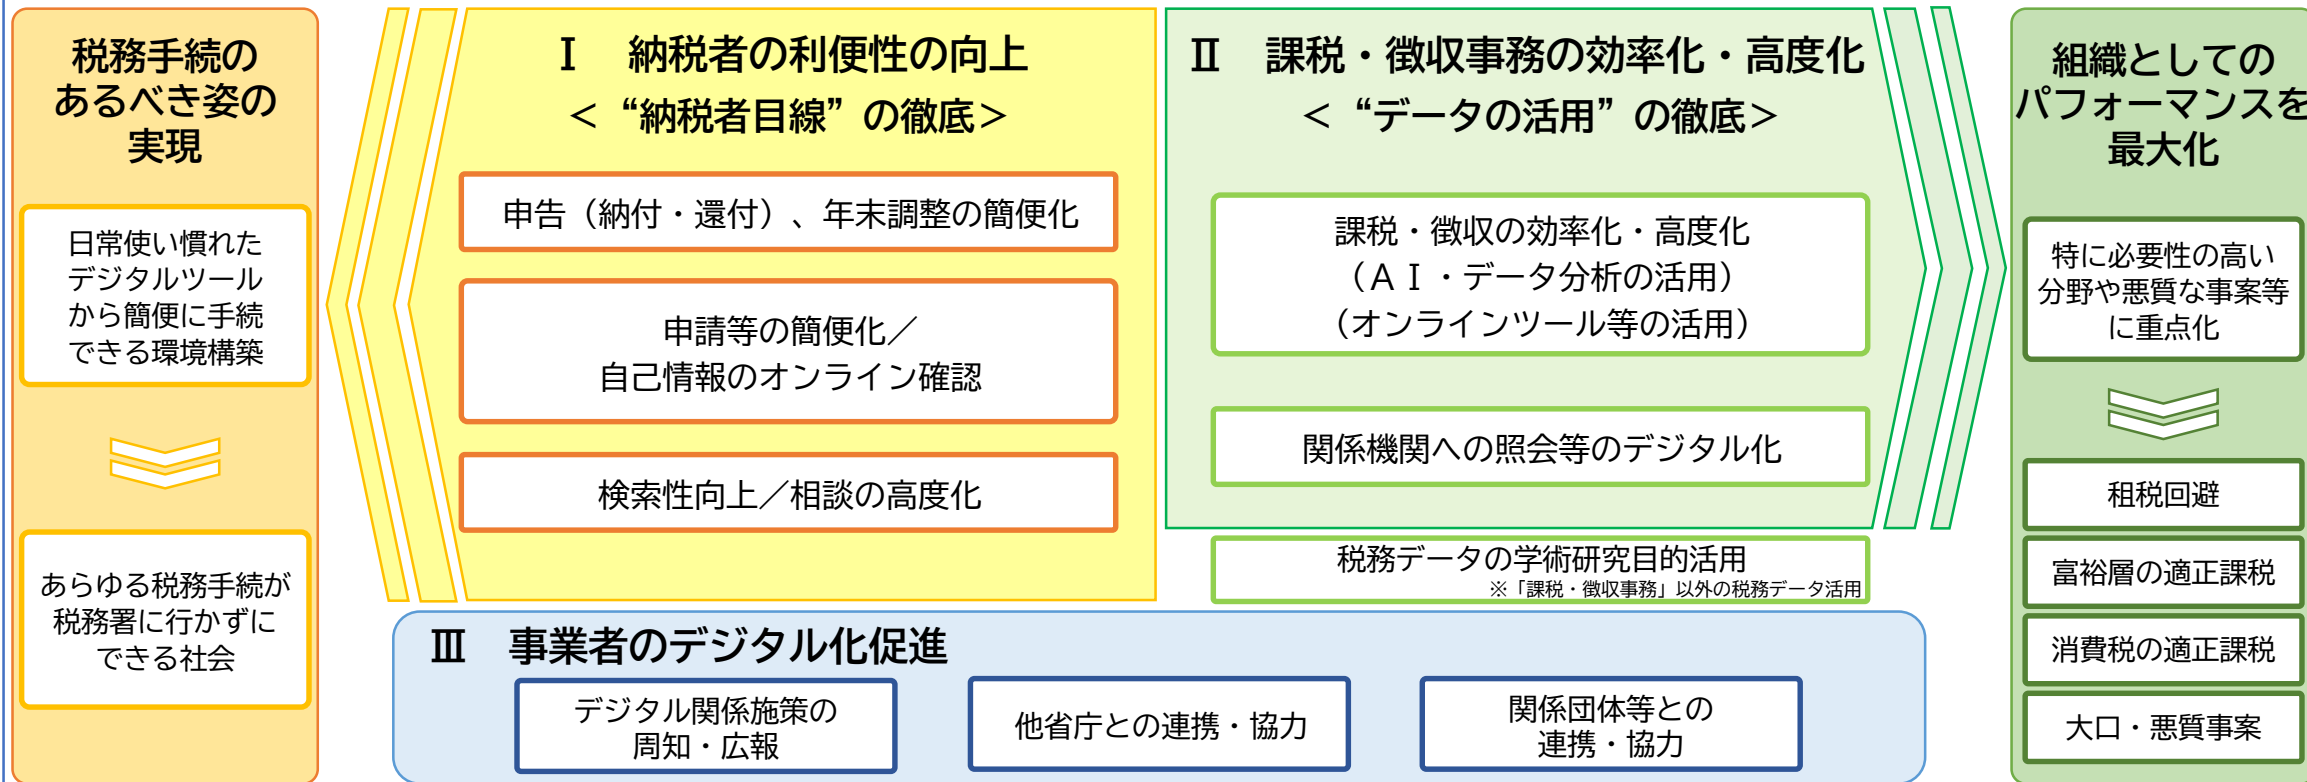 税務手続の
あるべき姿の
実現
日常使い慣れた
デジタルツール
から簡便に手続
できる環境構築
あらゆる税務手続が
税務署に行かずに
できる社会
Ⅰ　納税者の利便性の向上
＜“納税者目線”の徹底＞
申告（納付・還付）、年末調整の簡便化
申請等の簡便化／
自己情報のオンライン確認
検索性向上／相談の高度化
Ⅱ　課税・徴収事務の効率化・高度化
＜“データの活用”の徹底＞
課税・徴収の効率化・高度化
（ＡＩ・データ分析の活用）
（オンラインツール等の活用）
関係機関への照会等のデジタル化
税務データの学術研究目的活用
※「課税・徴収事務」以外の税務データ活用
Ⅲ　事業者のデジタル化促進
デジタル関係施策の
周知・広報
他省庁との連携・協力
関係団体等との
連携・協力
組織としての
パフォーマンスを
最大化
特に必要性の高い
分野や悪質な事案等
に重点化
租税回避
富裕層の適正課税
消費税の適正課税
大口・悪質事案